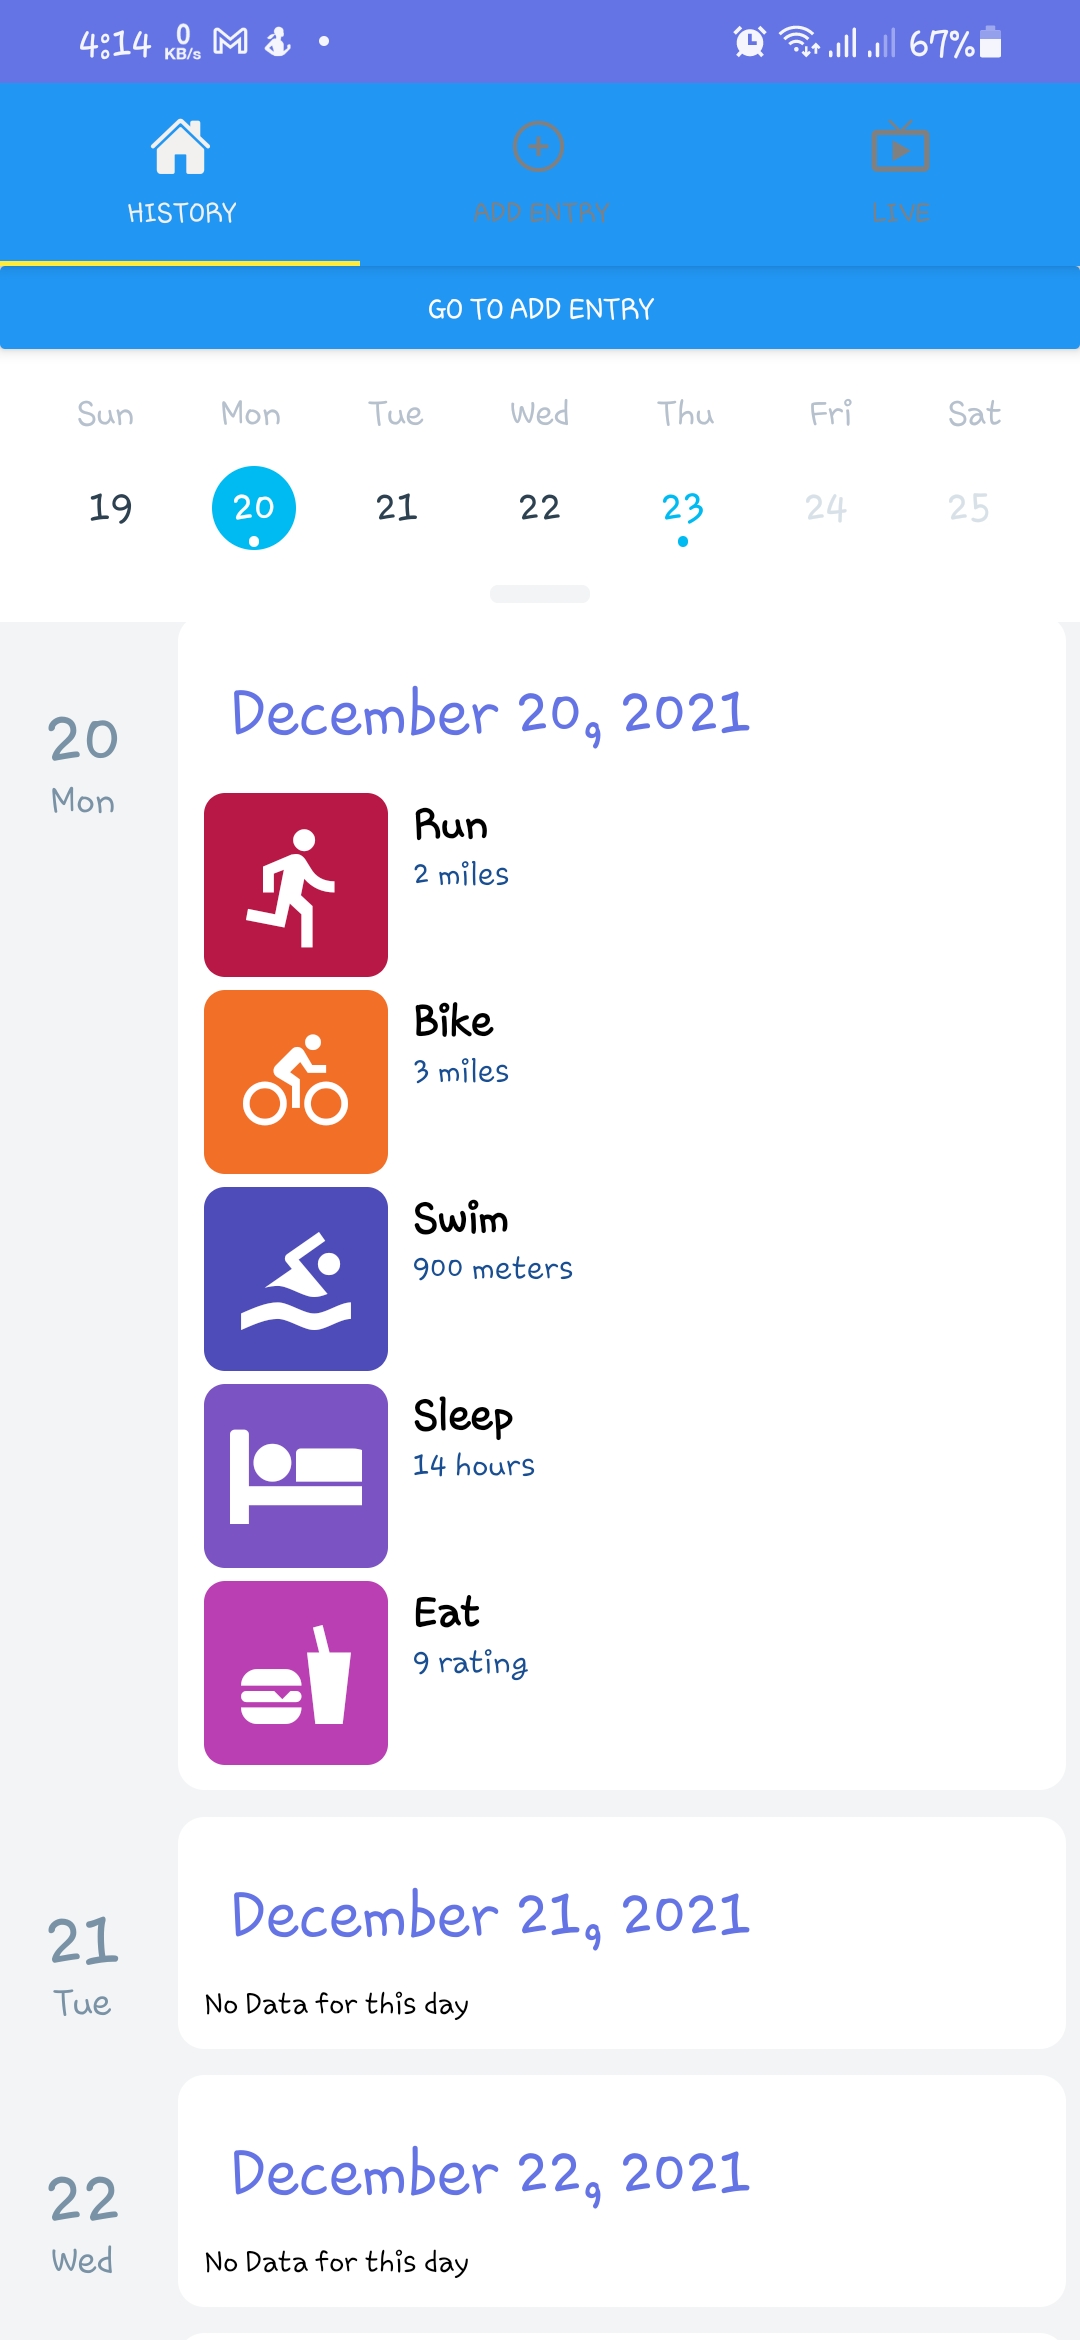 4:14 0 KB/s 67%
HISTORY ADD ENTRY LIVE
GO TO ADD ENTRY
Sun Mon Tue Wed Thu Fri Sat
19 20 21 22 23 24 25
20
Mon
December 20, 2021
Run
2 miles
Bike
3 miles
Swim
900 meters
Sleep
14 hours
Eat
9 rating
21
Tue
December 21, 2021
No Data for this day
22
Wed
December 22, 2021
No Data for this day